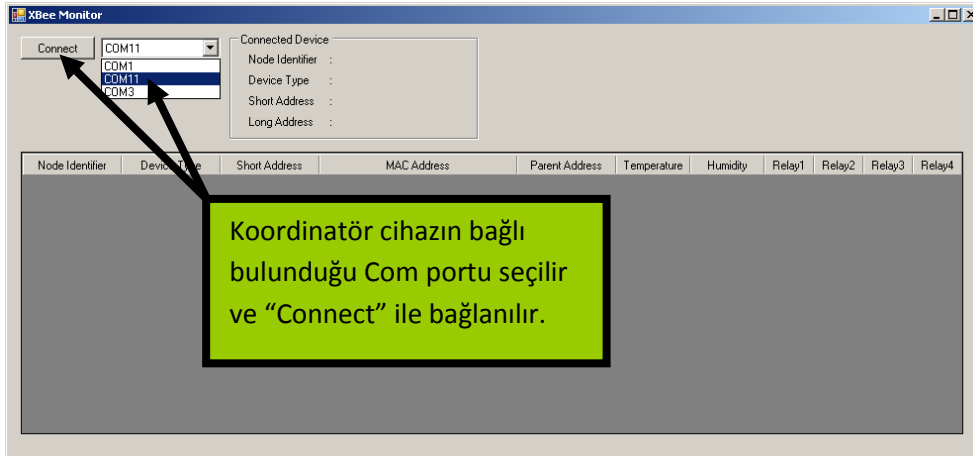 XBee Monitor
Connect
COM11
COM1
COM11
COM3
Connected Device
Node Identifier :
Device Type :
Short Address :
Long Address :
Node Identifier Device Type Short Address MAC Address Parent Address Temperature Humidity Relay1 Relay2 Relay3 Relay4
Koordinatör cihazın bağlı
bulunduğu Com portu seçilir
ve “Connect” ile bağlanılır.